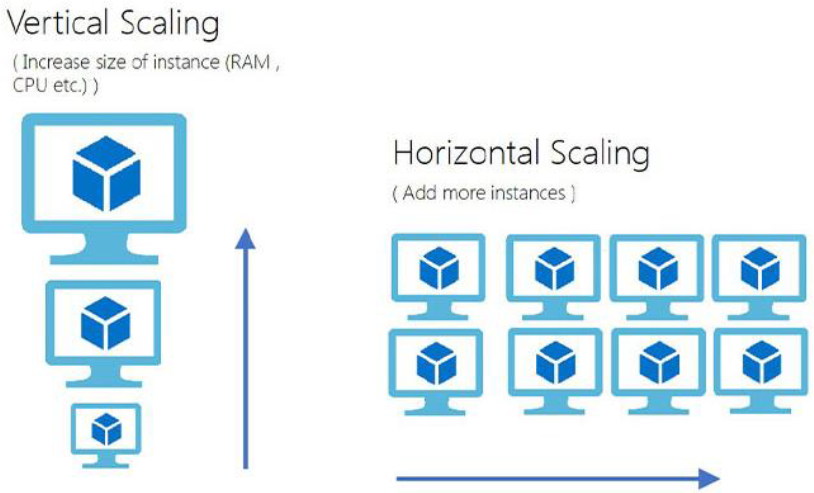 Vertical Scaling
( Increase size of instance (RAM ,
CPU etc.) )
Horizontal Scaling
( Add more instances )